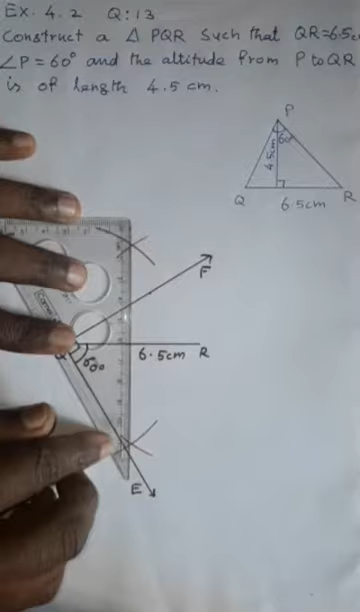 Ex. 4.2 Q:13
Construct a Δ PQR such that QR=6.5c
∠P = 60° and the altitude from P to QR
is of length 4.5 cm.
P
60°
4.5cm
Q
R
6.5cm
F
6.5cm R
60°
E